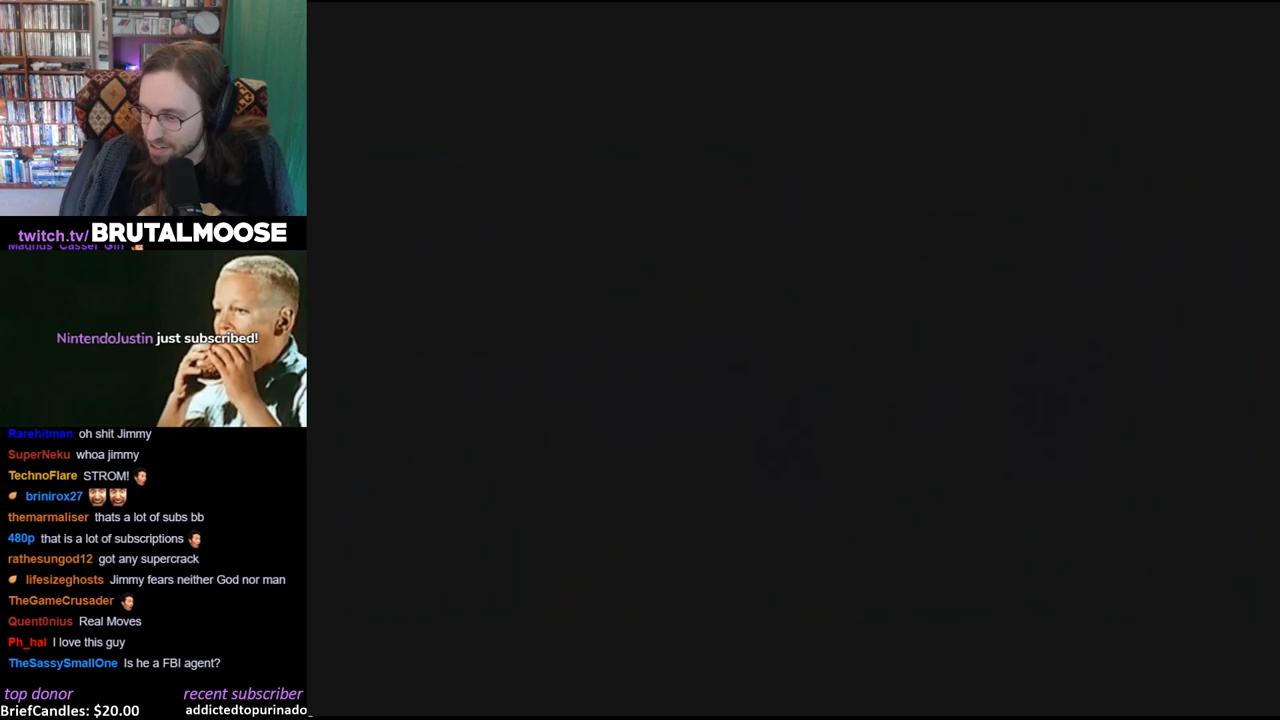 twitch.tv/BRUTALMOOSE
Magnus_Casser_Gin
NintendoJustin just subscribed!
Rarehitman oh shit Jimmy
SuperNeku whoa jimmy
TechnoFlare STROM!
brinirox27
themarmaliser thats a lot of subs bb
480p that is a lot of subscriptions
rathesungod12 got any supercrack
lifesizeghosts Jimmy fears neither God nor man
TheGameCrusader
Quent0nius Real Moves
Ph_hal I love this guy
TheSassySmallOne Is he a FBI agent?
top donor recent subscriber
BriefCandles: $20.00 addictedtopurinado_